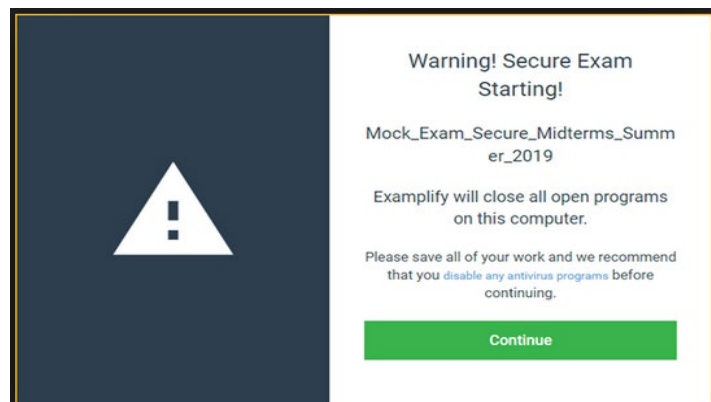 Warning! Secure Exam
Starting!
Mock_Exam_Secure_Midterms_Summ
er_2019
Examplify will close all open programs
on this computer.
Please save all of your work and we recommend
that you disable any antivirus programs before
continuing.
Continue